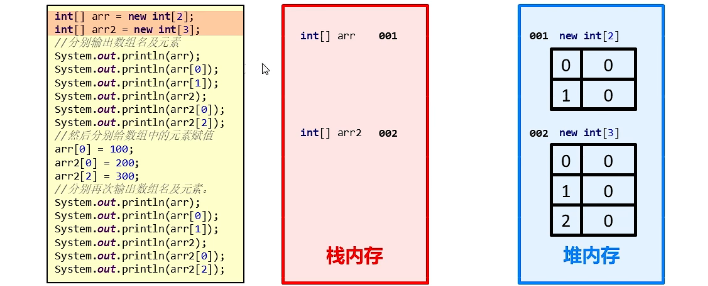 int[] arr = new int[2];
int[] arr2 = new int[3];
//分别输出数组名及元素
System.out.println(arr);
System.out.println(arr[0]);
System.out.println(arr[1]);
System.out.println(arr2);
System.out.println(arr2[0]);
System.out.println(arr2[2]);
//然后分别给数组中的元素赋值
arr[0] = 100;
arr2[0] = 200;
arr2[2] = 300;
//分别再次输出数组名及元素:
System.out.println(arr);
System.out.println(arr[0]);
System.out.println(arr[1]);
System.out.println(arr2);
System.out.println(arr2[0]);
System.out.println(arr2[2]);
int[] arr 001
int[] arr2 002
栈内存
001 new int[2]
0 0
1 0
002 new int[3]
0 0
1 0
2 0
堆内存